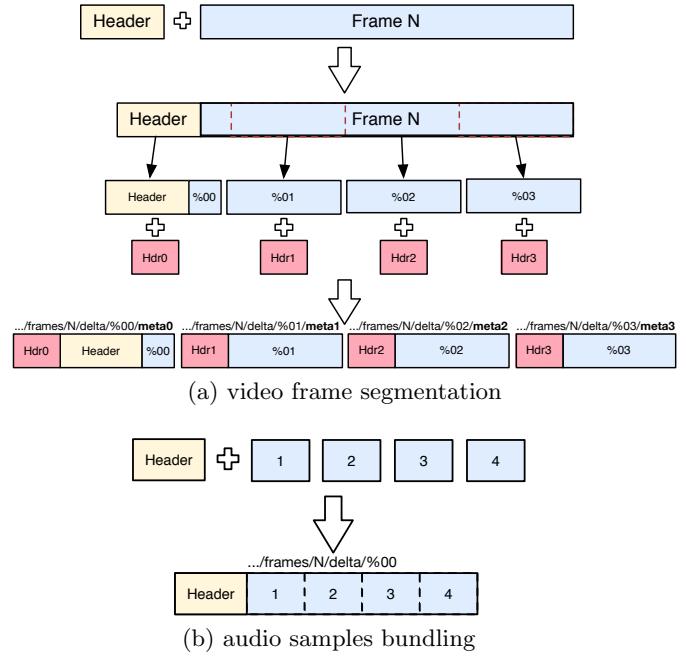 Header Frame N
Header Frame N
Header %00 %01 %02 %03
Hdr0 Hdr1 Hdr2 Hdr3
.../frames/N/delta/%00/meta0 .../frames/N/delta/%01/meta1 .../frames/N/delta/%02/meta2 .../frames/N/delta/%03/meta3
Hdr0 Header %00 Hdr1 %01 Hdr2 %02 Hdr3 %03
(a) video frame segmentation
Header 1 2 3 4
.../frames/N/delta/%00
Header 1 2 3 4
(b) audio samples bundling